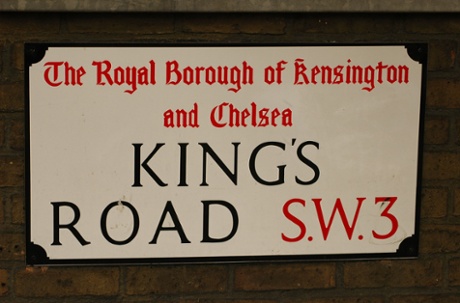 The Royal Borough of Kensington
and Chelsea
KING'S
ROAD S.W.3